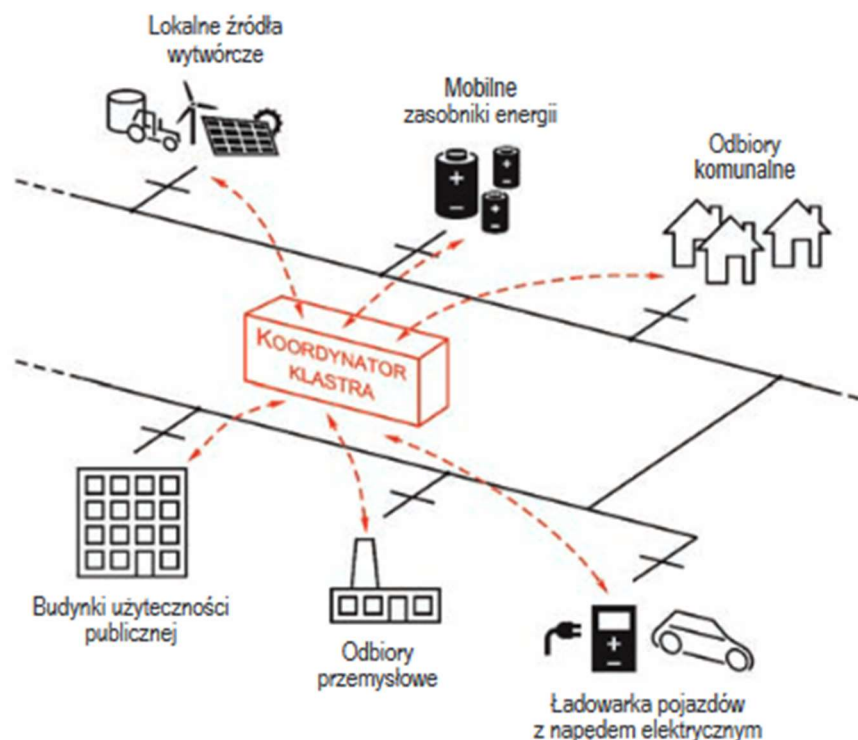 Lokalne źródła
wytwórcze
Mobilne
zasobniki energii
Odbiory
komunalne
KOORDYNATOR
KLASTRA
Budynki użyteczności
publicznej
Odbiory
przemysłowe
Ładowarka pojazdów
z napędem elektrycznym